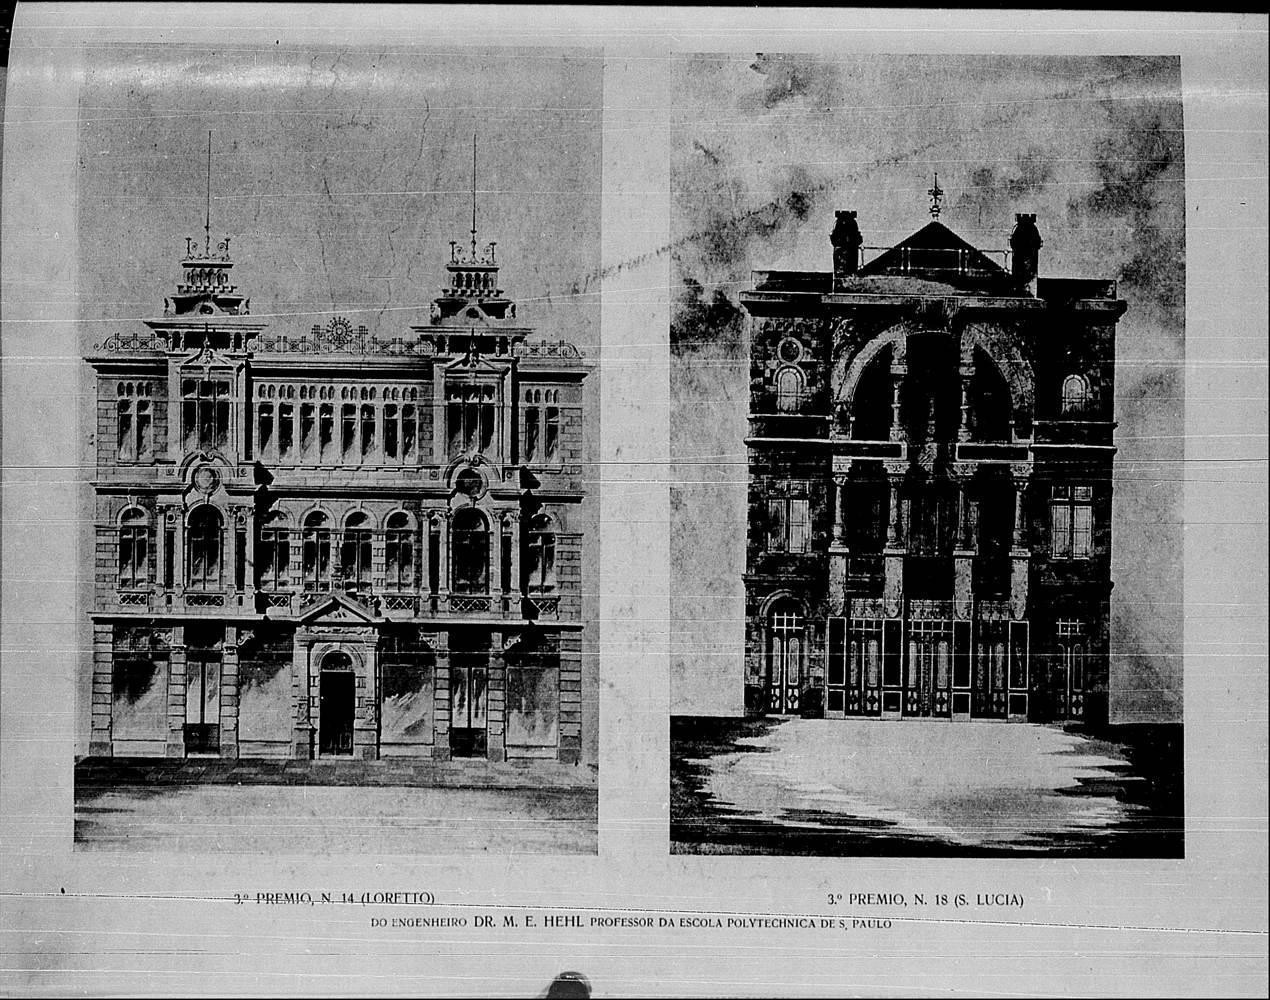 3.º PREMIO, N. 14 (LORETTO)
3.º PREMIO, N. 18 (S. LUCIA)
DO ENGENHEIRO DR. M. E. HEHL PROFESSOR DA ESCOLA POLYTECHNICA DE S. PAULO